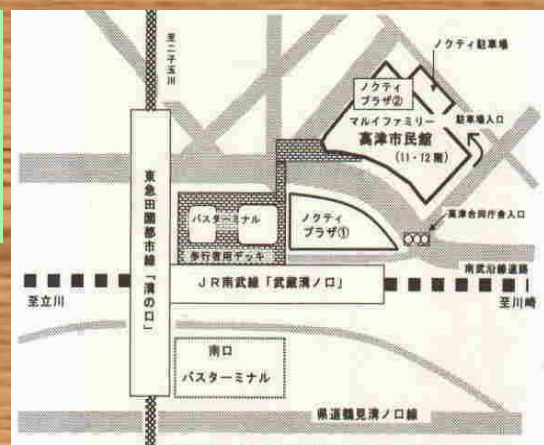 至二子玉川
ノクティ駐車場
ノクティ
プラザ②
マルイファミリー
高津市民館
(11・12階)
駐車場入口
東急田園都市線「溝の口」
バスターミナル
歩行者用デッキ
ノクティ
プラザ①
高津合同庁舎入口
南武沿線道路
JR南武線「武蔵溝ノ口」
至立川
至川崎
南口
バスターミナル
県道鶴見溝ノ口線